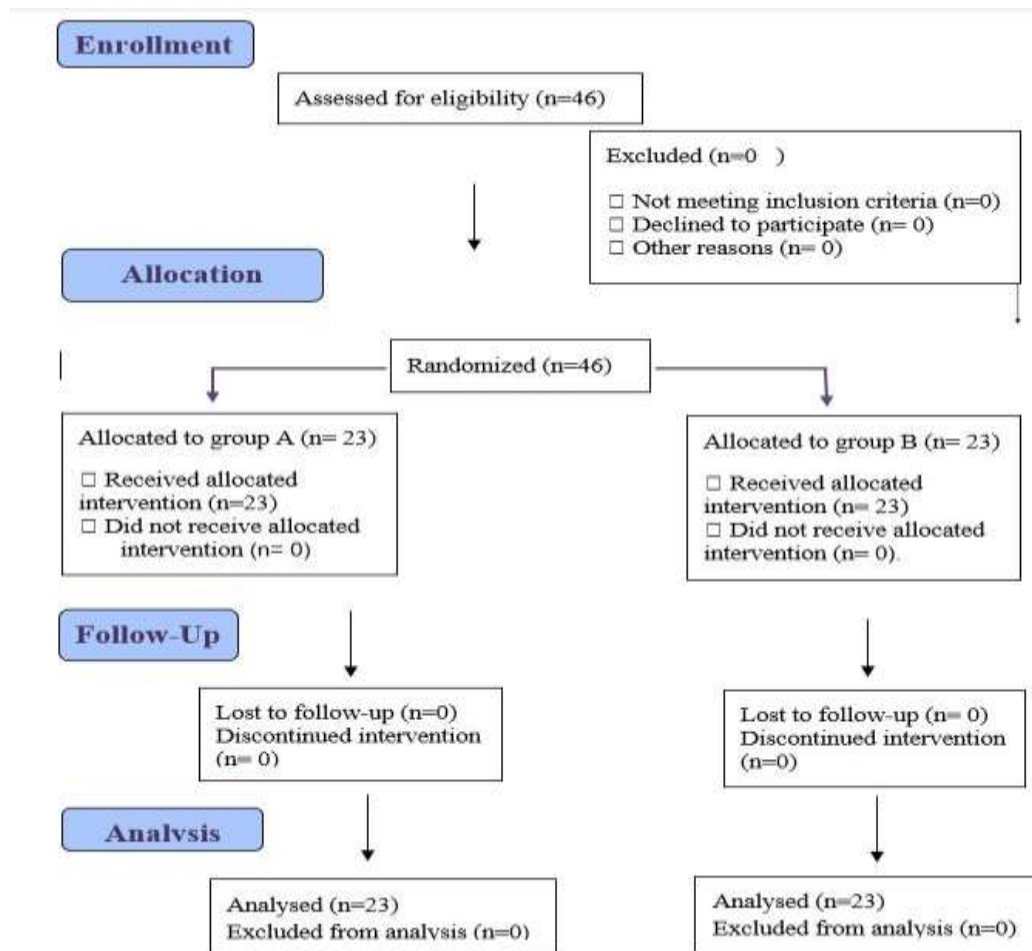 Enrollment
Assessed for eligibility (n=46)
Excluded (n=0 )
☐ Not meeting inclusion criteria (n=0)
☐ Declined to participate (n= 0)
☐ Other reasons (n= 0)
Allocation
Randomized (n=46)
Allocated to group A (n= 23)
☐ Received allocated
intervention (n=23)
☐ Did not receive allocated
intervention (n= 0)
Allocated to group B (n= 23)
☐ Received allocated
intervention (n= 23)
☐ Did not receive allocated
intervention (n= 0).
Follow-Up
Lost to follow-up (n=0)
Discontinued intervention
(n= 0)
Lost to follow-up (n= 0)
Discontinued intervention
(n=0)
Analysis
Analysed (n=23)
Excluded from analysis (n=0)
Analysed (n=23)
Excluded from analysis (n=0)